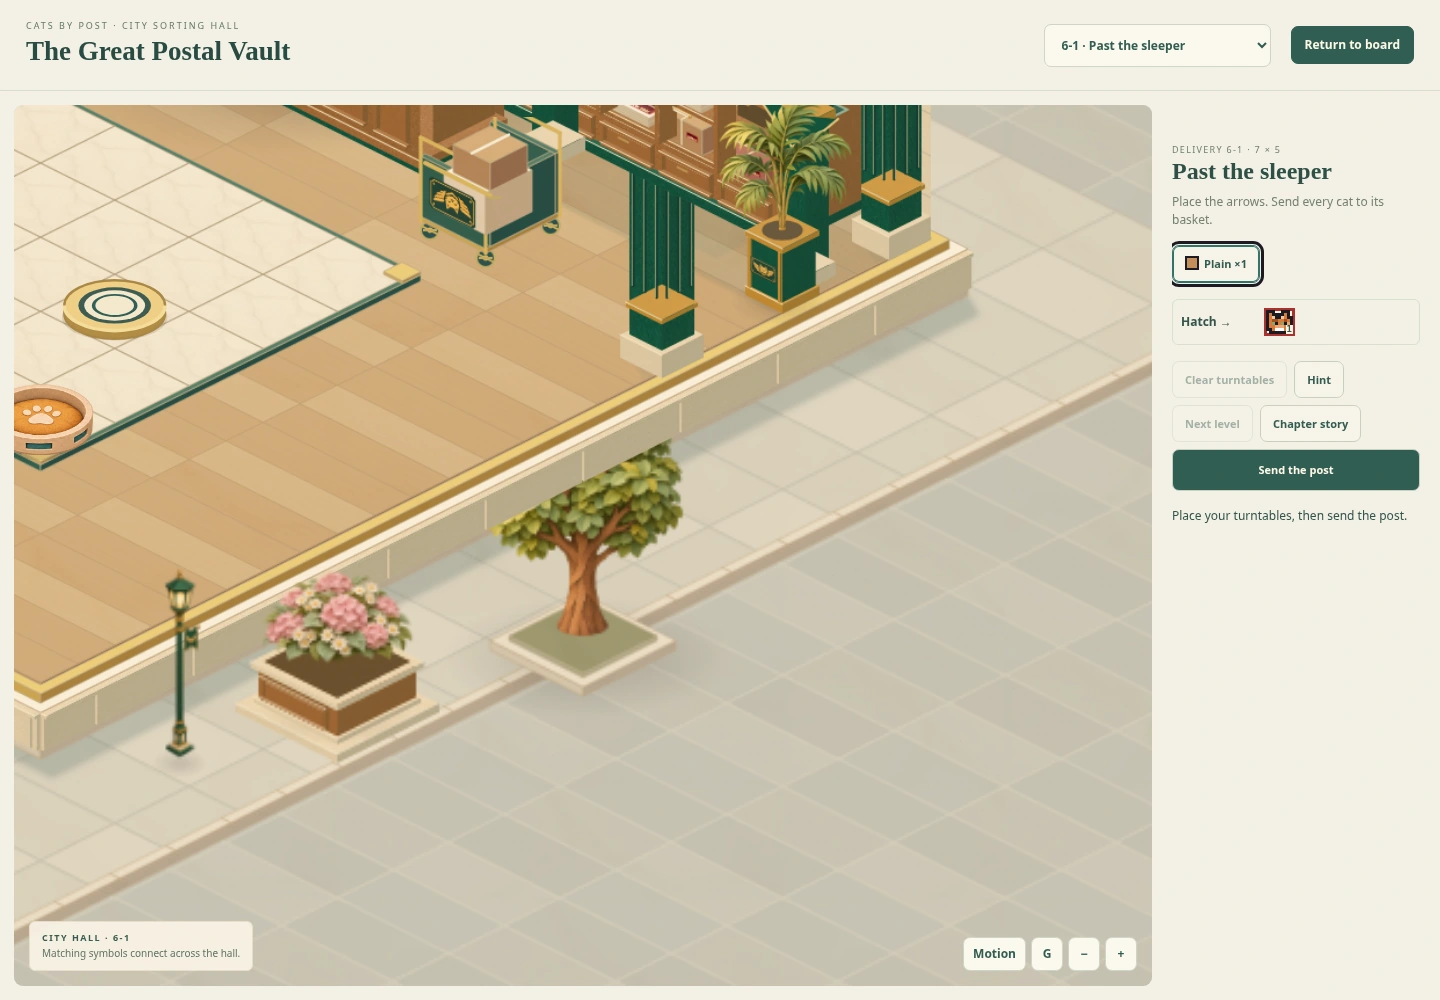 CATS BY POST · CITY SORTING HALL
The Great Postal Vault
6-1 · Past the sleeper
Return to board
DELIVERY 6-1 · 7 × 5
Past the sleeper
Place the arrows. Send every cat to its
basket.
Plain ×1
Hatch →
1
Clear turntables
Hint
Next level
Chapter story
Send the post
Place your turntables, then send the post.
CITY HALL · 6-1
Matching symbols connect across the hall.
Motion
G
−
+